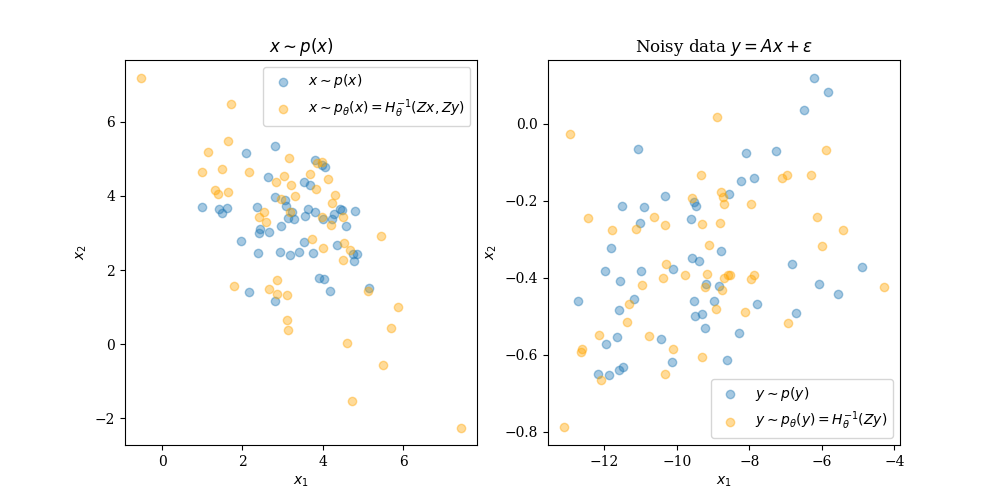 x ~ p(x)
x ~ p(x)
x ~ p_θ(x) = H_θ^{-1}(Zx, Zy)
6
4
2
0
−2
x_2
0 2 4 6
x_1
Noisy data y = Ax + ε
0.0
−0.2
−0.4
−0.6
−0.8
x_2
y ~ p(y)
y ~ p_θ(y) = H_θ^{-1}(Zy)
−12 −10 −8 −6 −4
x_1